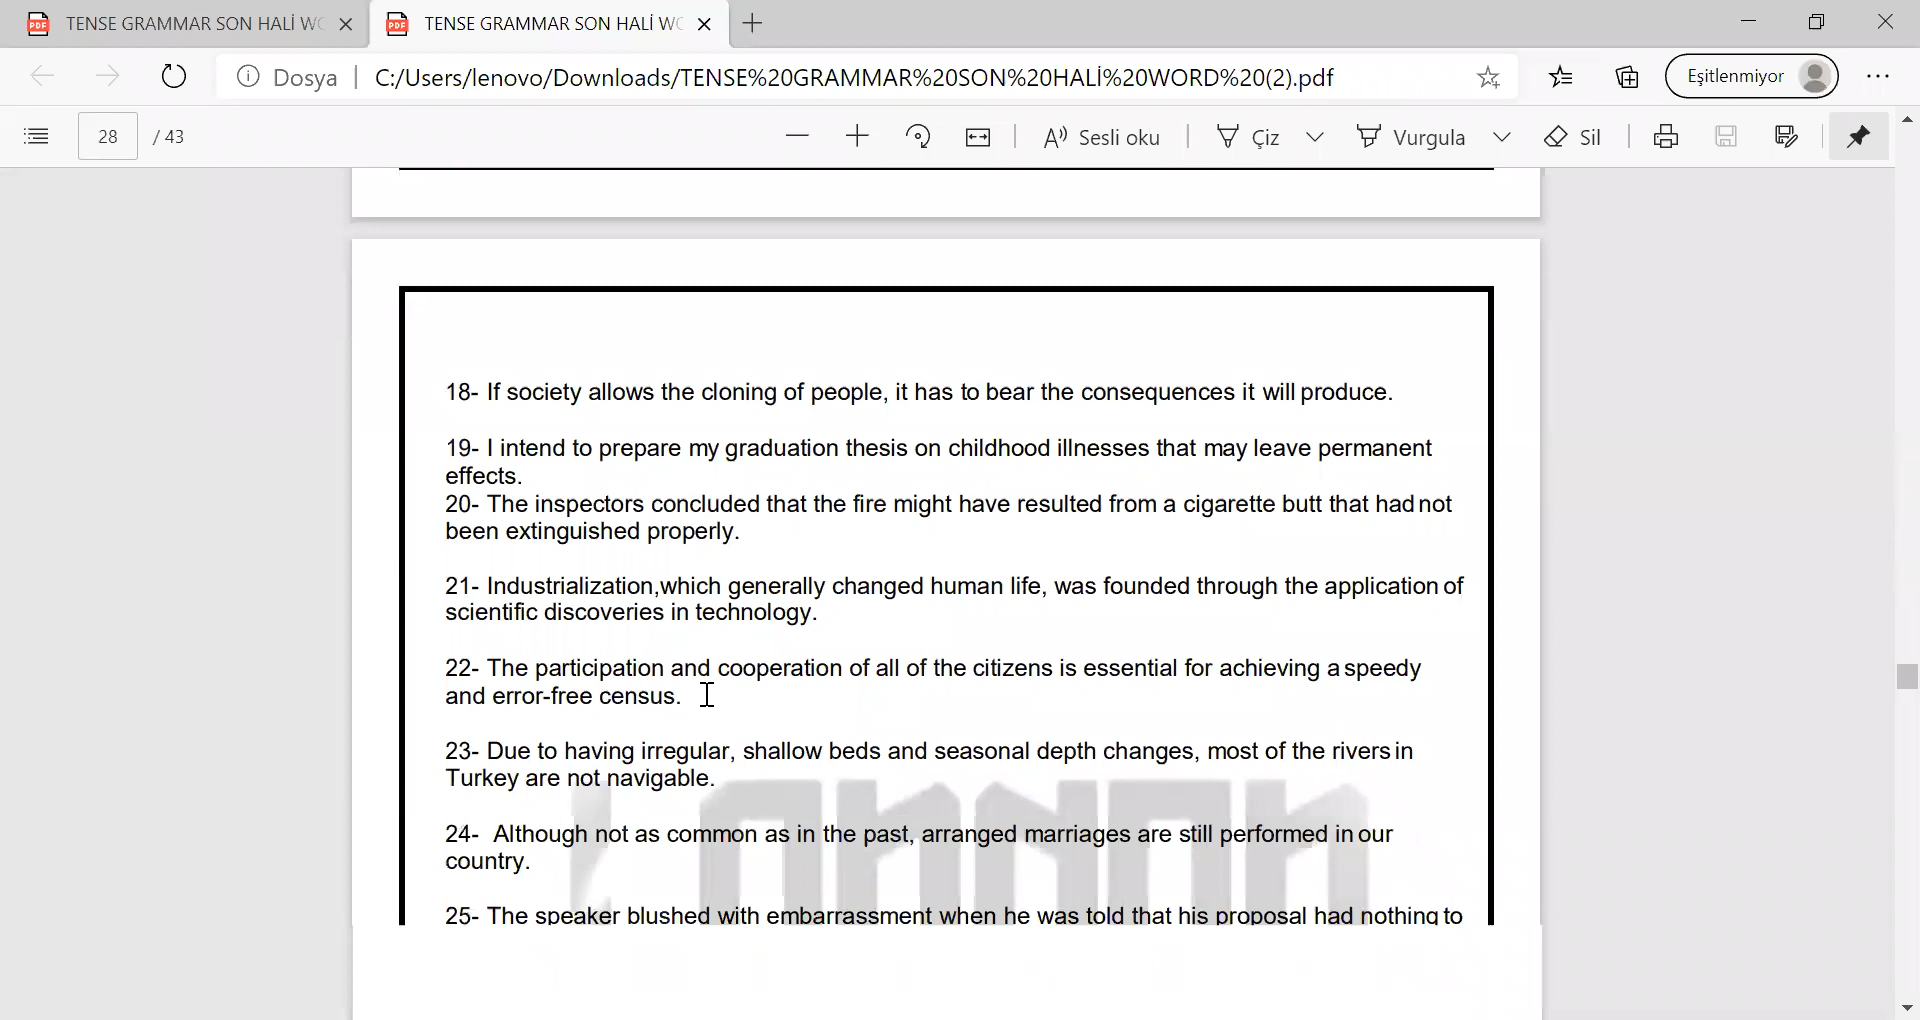 TENSE GRAMMAR SON HALİ WO
TENSE GRAMMAR SON HALİ WO
Dosya
C:/Users/lenovo/Downloads/TENSE%20GRAMMAR%20SON%20HALİ%20WORD%20(2).pdf
Eşitlenmiyor
28 / 43
Sesli oku
Çiz
Vurgula
Sil
18- If society allows the cloning of people, it has to bear the consequences it will produce.
19- I intend to prepare my graduation thesis on childhood illnesses that may leave permanent
effects.
20- The inspectors concluded that the fire might have resulted from a cigarette butt that had not
been extinguished properly.
21- Industrialization,which generally changed human life, was founded through the application of
scientific discoveries in technology.
22- The participation and cooperation of all of the citizens is essential for achieving a speedy
and error-free census.
23- Due to having irregular, shallow beds and seasonal depth changes, most of the rivers in
Turkey are not navigable.
24- Although not as common as in the past, arranged marriages are still performed in our
country.
25- The speaker blushed with embarrassment when he was told that his proposal had nothing to